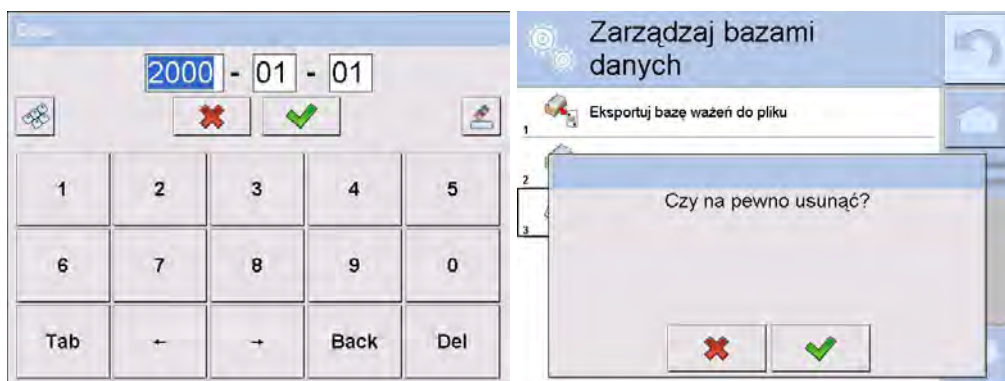 Data
2000 - 01 - 01
1 2 3 4 5
6 7 8 9 0
Tab ← → Back Del
Zarządzaj bazami
danych
1 Eksportuj bazę ważeń do pliku
2
3
Czy na pewno usunąć?